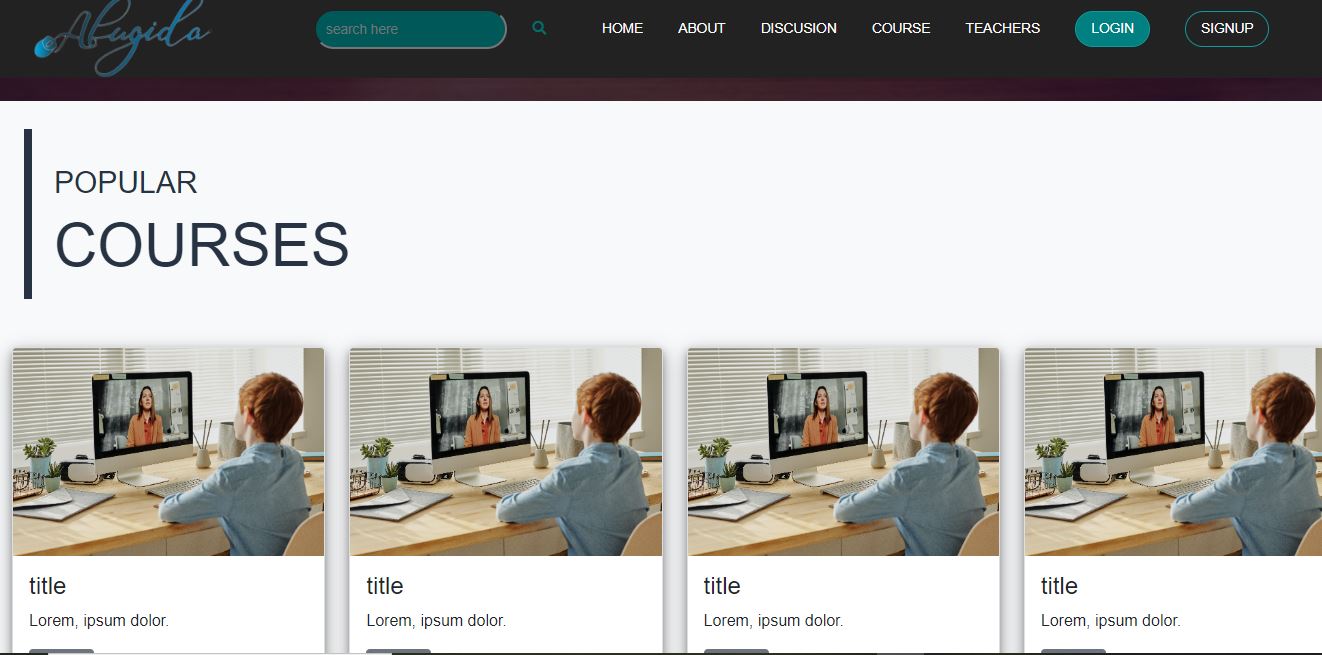 Abugida
search here
HOME ABOUT DISCUSION COURSE TEACHERS LOGIN SIGNUP
POPULAR
COURSES
title title title title
Lorem, ipsum dolor. Lorem, ipsum dolor. Lorem, ipsum dolor. Lorem, ipsum dolor.